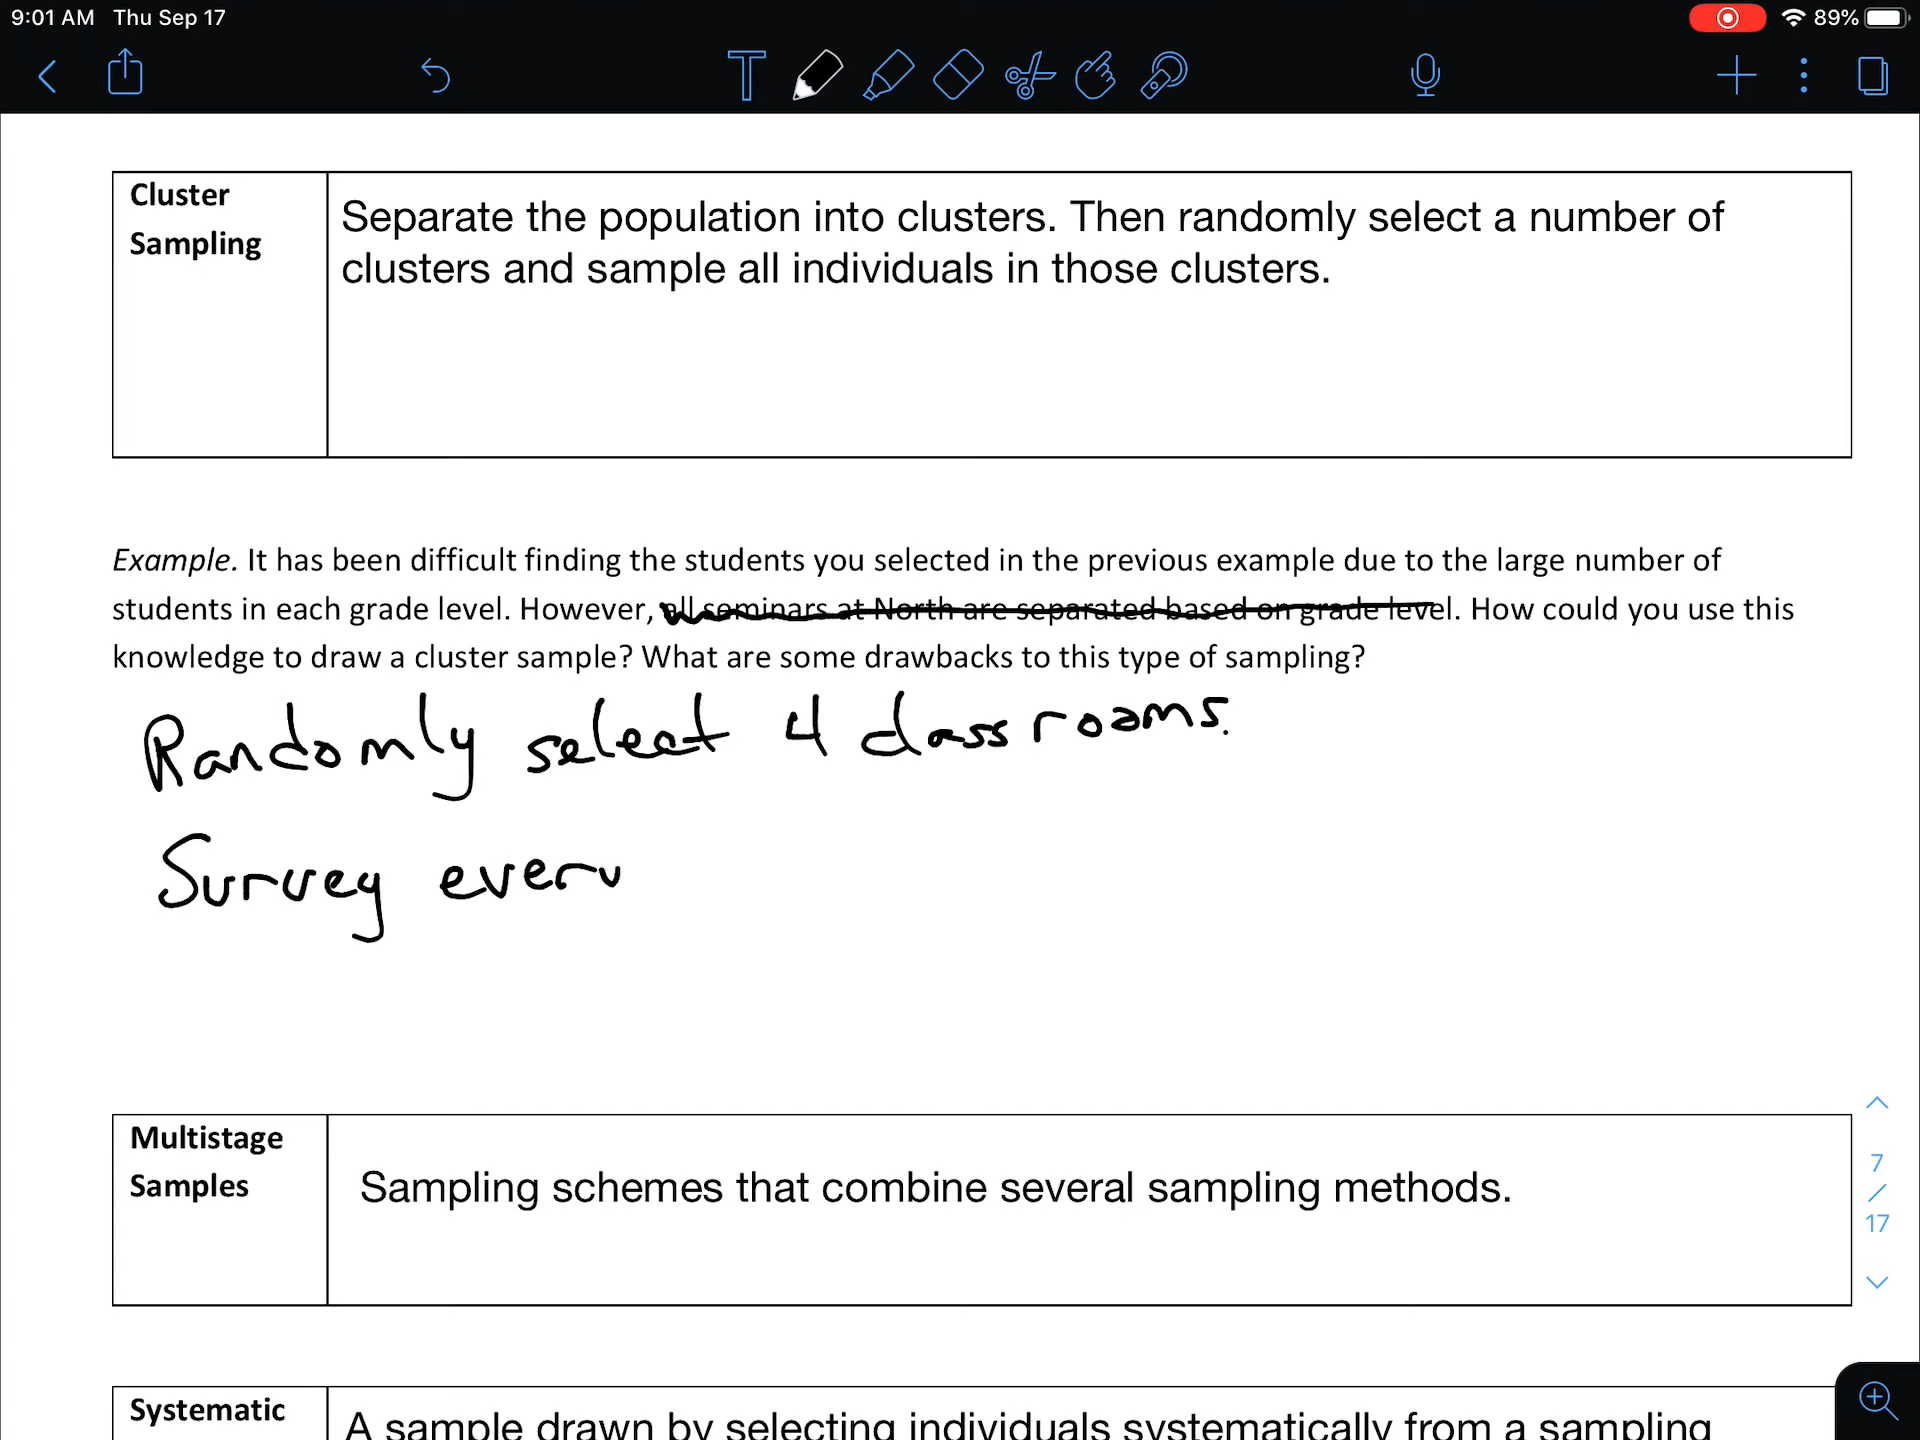 9:01 AM Thu Sep 17
89%
Cluster
Sampling
Separate the population into clusters. Then randomly select a number of
clusters and sample all individuals in those clusters.
Example. It has been difficult finding the students you selected in the previous example due to the large number of
students in each grade level. However, all seminars at North are separated based on grade level. How could you use this
knowledge to draw a cluster sample? What are some drawbacks to this type of sampling?
Randomly select 4 classrooms.
Survey every
Multistage
Samples
Sampling schemes that combine several sampling methods.
7
/
17
Systematic
A sample drawn by selecting individuals systematically from a sampling